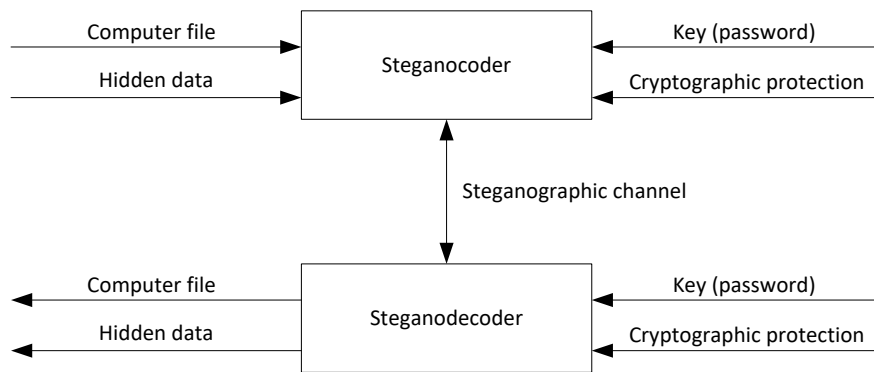 Computer file
Key (password)
Steganocoder
Hidden data
Cryptographic protection
Steganographic channel
Computer file
Key (password)
Steganodecoder
Hidden data
Cryptographic protection